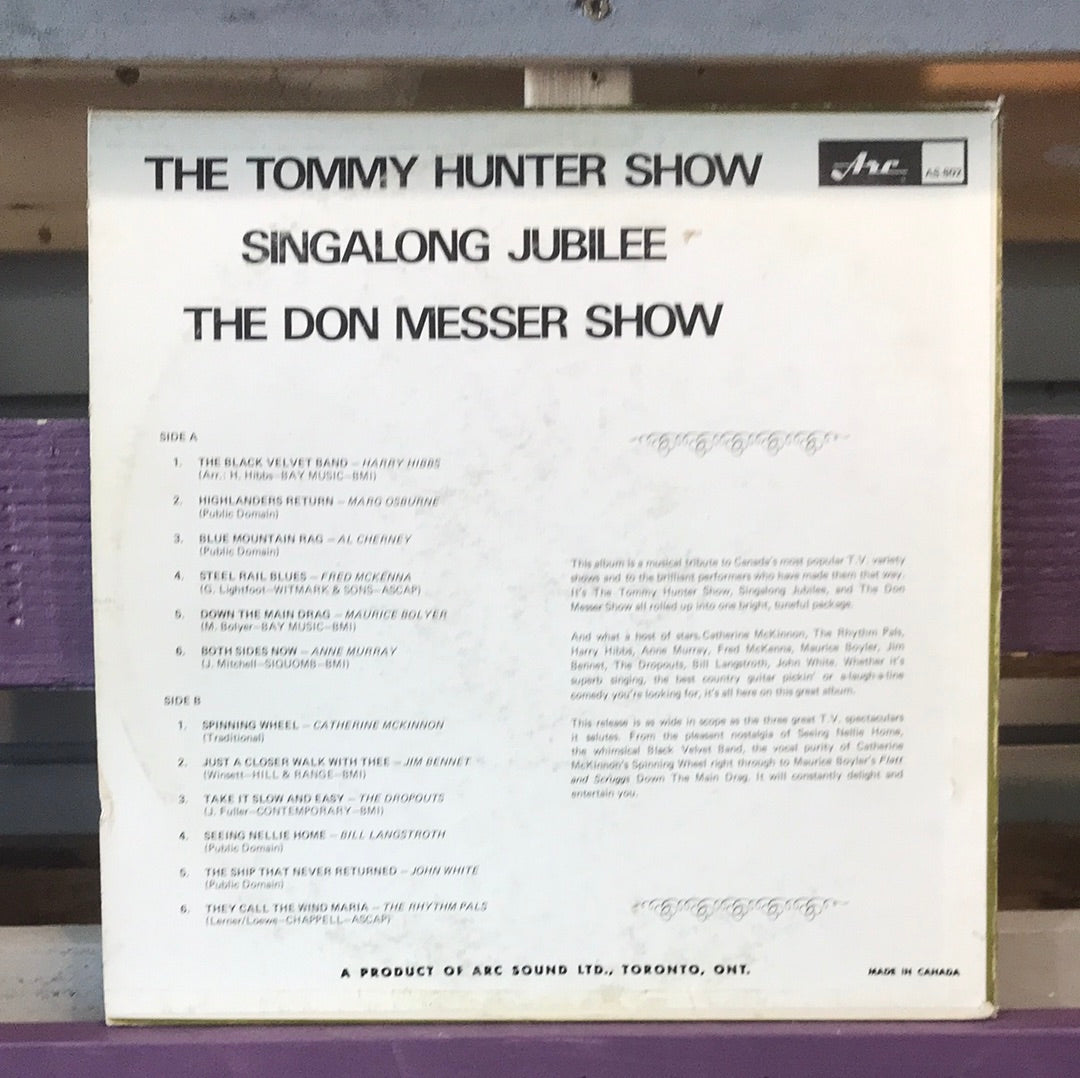 THE TOMMY HUNTER SHOW
Arc
SINGALONG JUBILEE
THE DON MESSER SHOW
SIDE A
1. THE BLACK VELVET BAND – HARRY HIBBS
(Arr.: H. Hibbs–BAY MUSIC–BMI)
2. HIGHLANDERS RETURN – MARG OSBURNE
(Public Domain)
3. BLUE MOUNTAIN RAG – AL CHERNEY
(Public Domain)
4. STEEL RAIL BLUES – FRED MCKENNA
(G. Lightfoot–WITMARK & SONS–ASCAP)
5. DOWN THE MAIN DRAG – MAURICE BOLYER
(M. Bolyer–BAY MUSIC–BMI)
6. BOTH SIDES NOW – ANNE MURRAY
(J. Mitchell–SIQUOMB–BMI)
SIDE B
1. SPINNING WHEEL – CATHERINE MCKINNON
(Traditional)
2. JUST A CLOSER WALK WITH THEE – JIM BENNET
(Winsett–HILL & RANGE–BMI)
3. TAKE IT SLOW AND EASY – THE DROPOUTS
(J. Fuller–CONTEMPORARY–BMI)
4. SEEING NELLIE HOME – BILL LANGSTROTH
(Public Domain)
5. THE SHIP THAT NEVER RETURNED – JOHN WHITE
(Public Domain)
6. THEY CALL THE WIND MARIA – THE RHYTHM PALS
(Lerner/Loewe–CHAPPELL–ASCAP)
This album is a musical tribute to Canada's most popular T.V. variety
shows and to the brilliant performers who have made them that way.
It's The Tommy Hunter Show, Singalong Jubilee, and The Don
Messer Show all rolled up into one bright, tuneful package.
And what a host of stars. Catherine McKinnon, The Rhythm Pals,
Harry Hibbs, Anne Murray, Fred McKenna, Maurice Boyler, Jim
Bennet, The Dropouts, Bill Langstroth, John White. Whether it's
superb singing, the best country guitar pickin' or a-laugh-a-line
comedy you're looking for, it's all here on this great album.
This release is as wide in scope as the three great T.V. spectaculars
it salutes. From the pleasant nostalgia of Seeing Nellie Home,
the whimsical Black Velvet Band, the vocal purity of Catherine
McKinnon's Spinning Wheel right through to Maurice Boyler's Flatt
and Scruggs Down The Main Drag. It will constantly delight and
entertain you.
A PRODUCT OF ARC SOUND LTD., TORONTO, ONT.
MADE IN CANADA